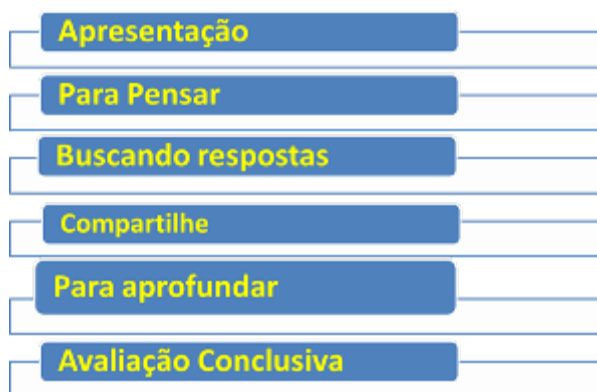 Apresentação
Para Pensar
Buscando respostas
Compartilhe
Para aprofundar
Avaliação Conclusiva